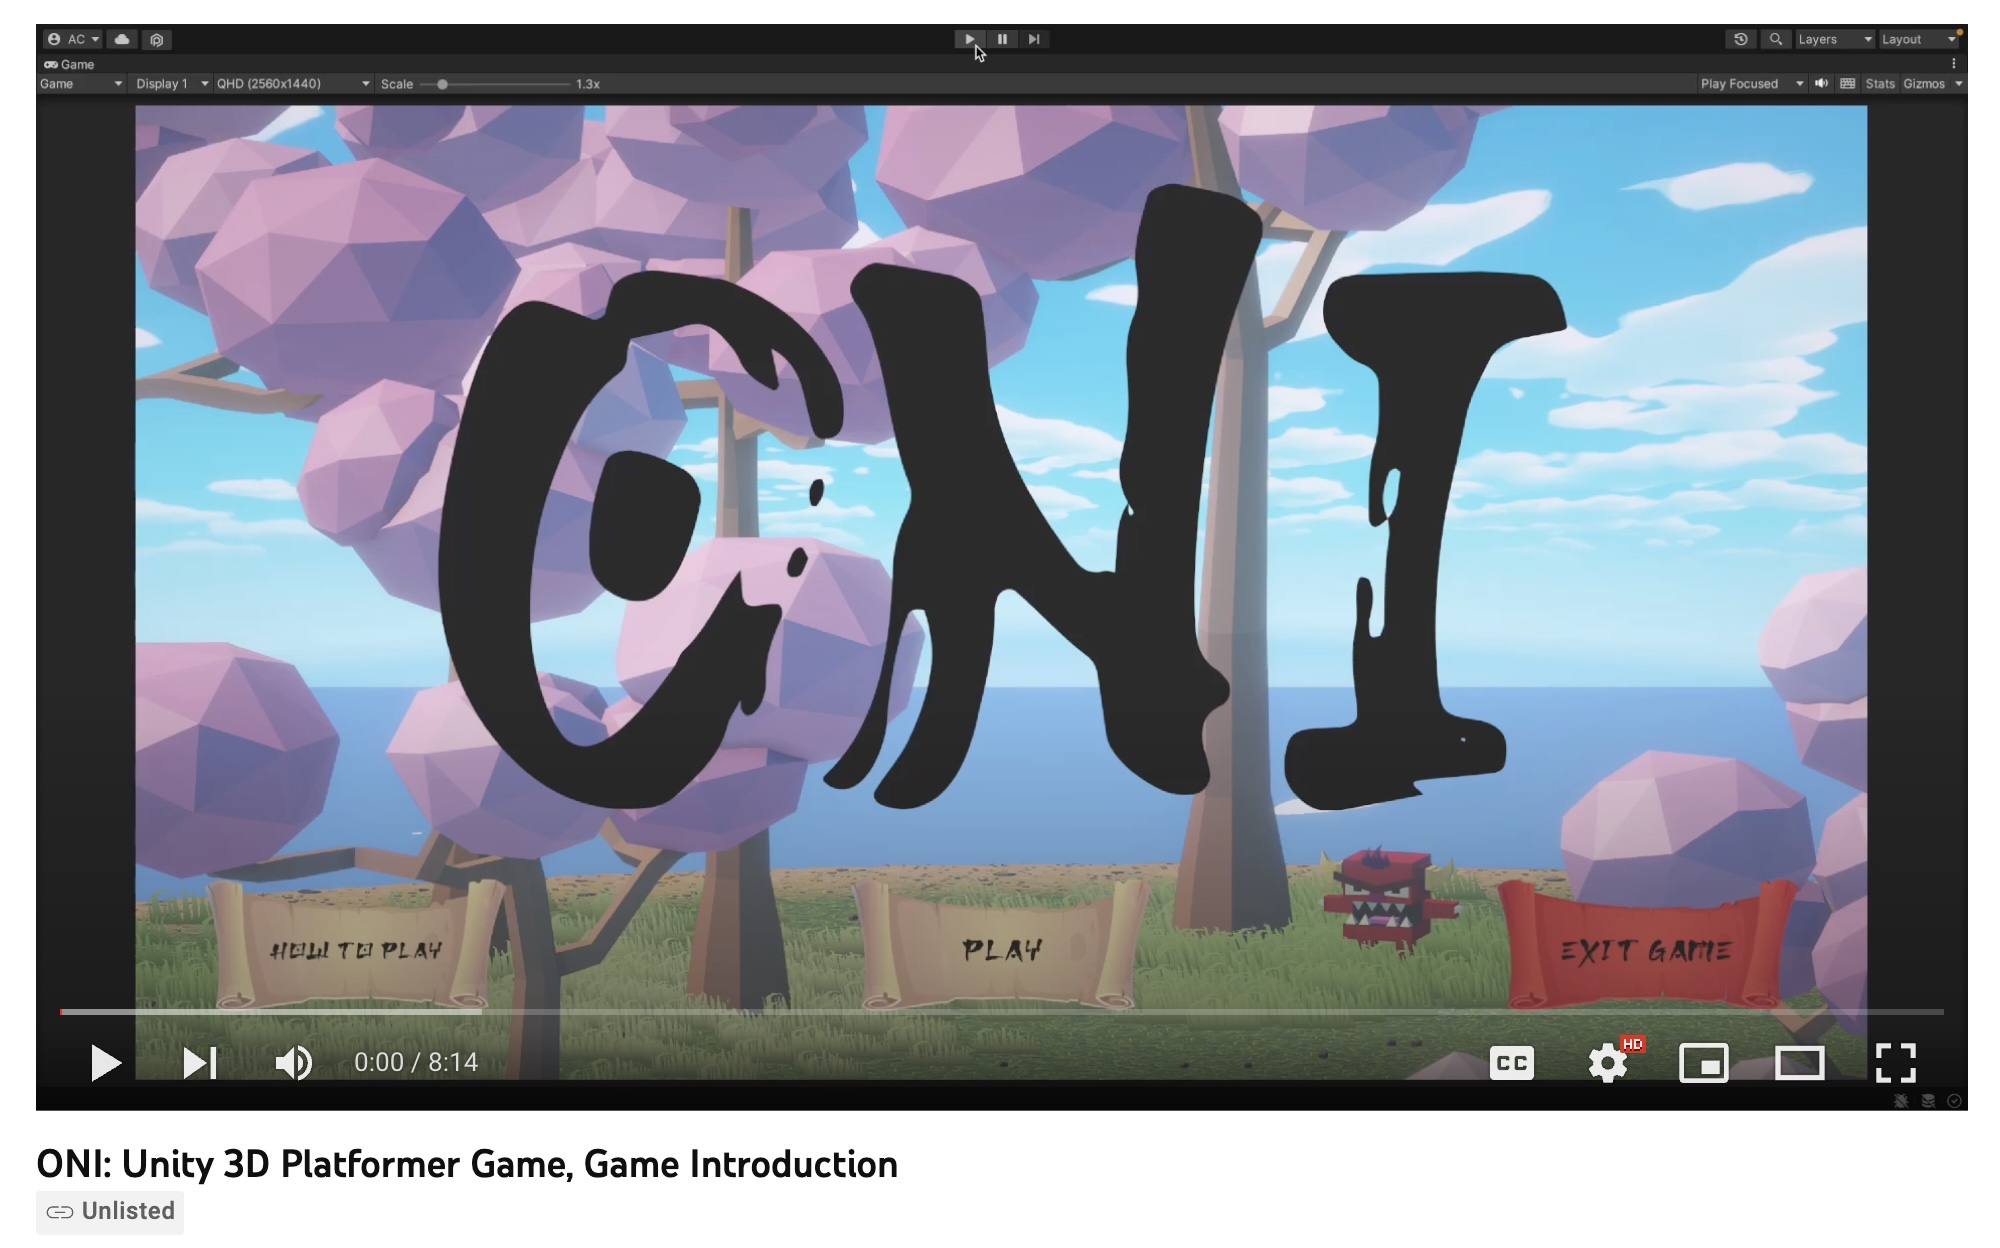 AC
Layers
Layout
Game
Game
Display 1
QHD (2560x1440)
Scale
1.3x
Play Focused
Stats
Gizmos
ONI
HOW TO PLAY
PLAY
EXIT GAME
0:00 / 8:14
CC
HD
ONI: Unity 3D Platformer Game, Game Introduction
Unlisted